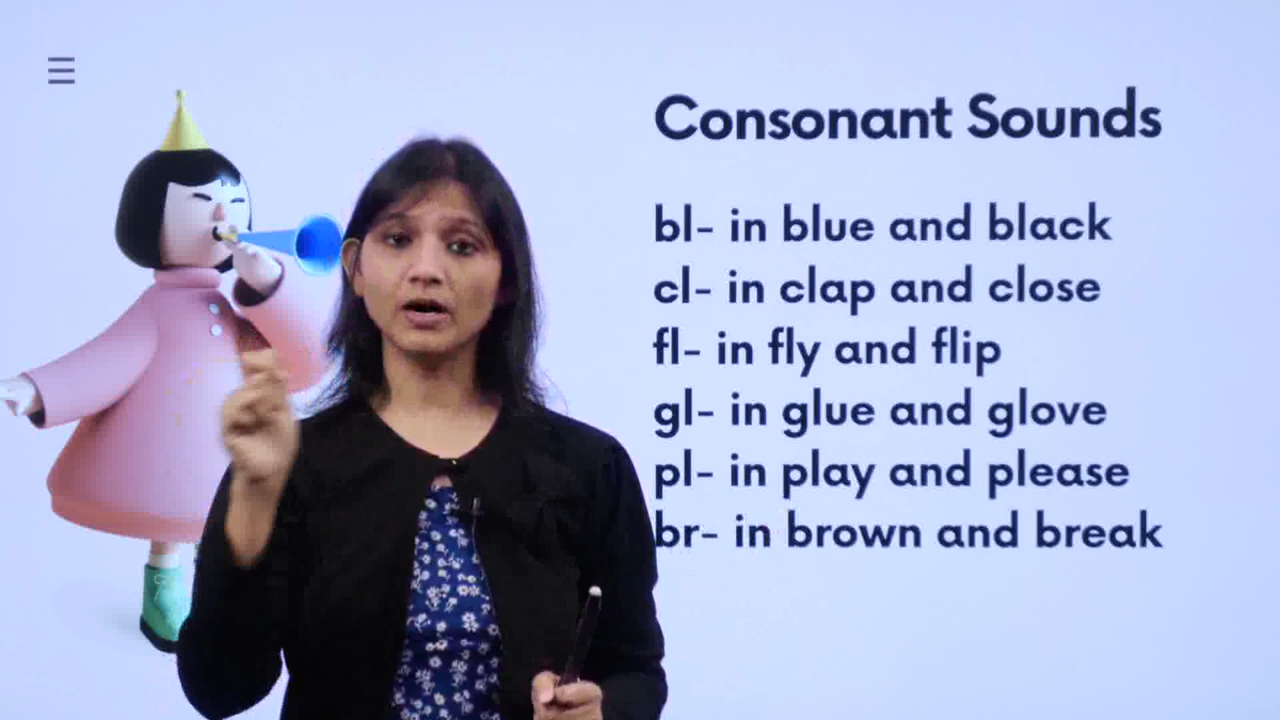 Consonant Sounds
bl- in blue and black
cl- in clap and close
fl- in fly and flip
gl- in glue and glove
pl- in play and please
br- in brown and break